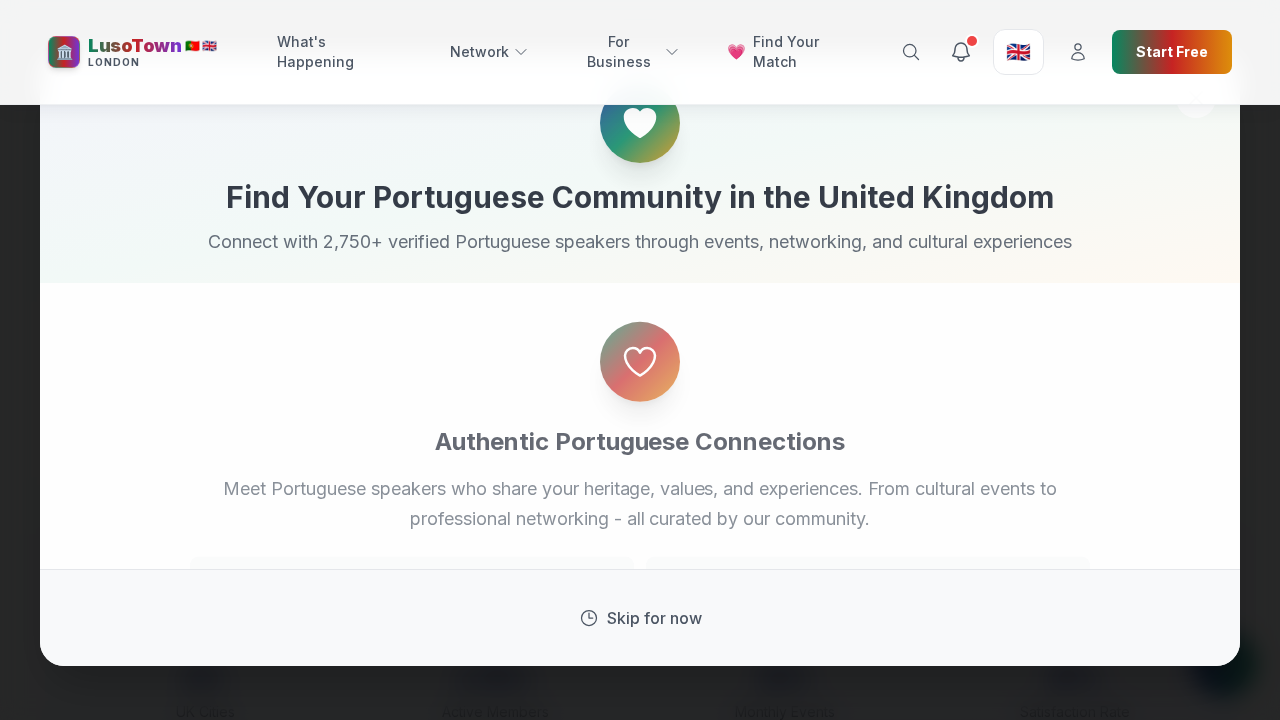 LusoTown 🇵🇹 🇬🇧
LONDON
What's
Happening
Network
For
Business
Find Your
Match
Start Free
Find Your Portuguese Community in the United Kingdom
Connect with 2,750+ verified Portuguese speakers through events, networking, and cultural experiences
Authentic Portuguese Connections
Meet Portuguese speakers who share your heritage, values, and experiences. From cultural events to
professional networking - all curated by our community.
Skip for now
UK Cities
Active Members
Monthly Events
Satisfaction Rate